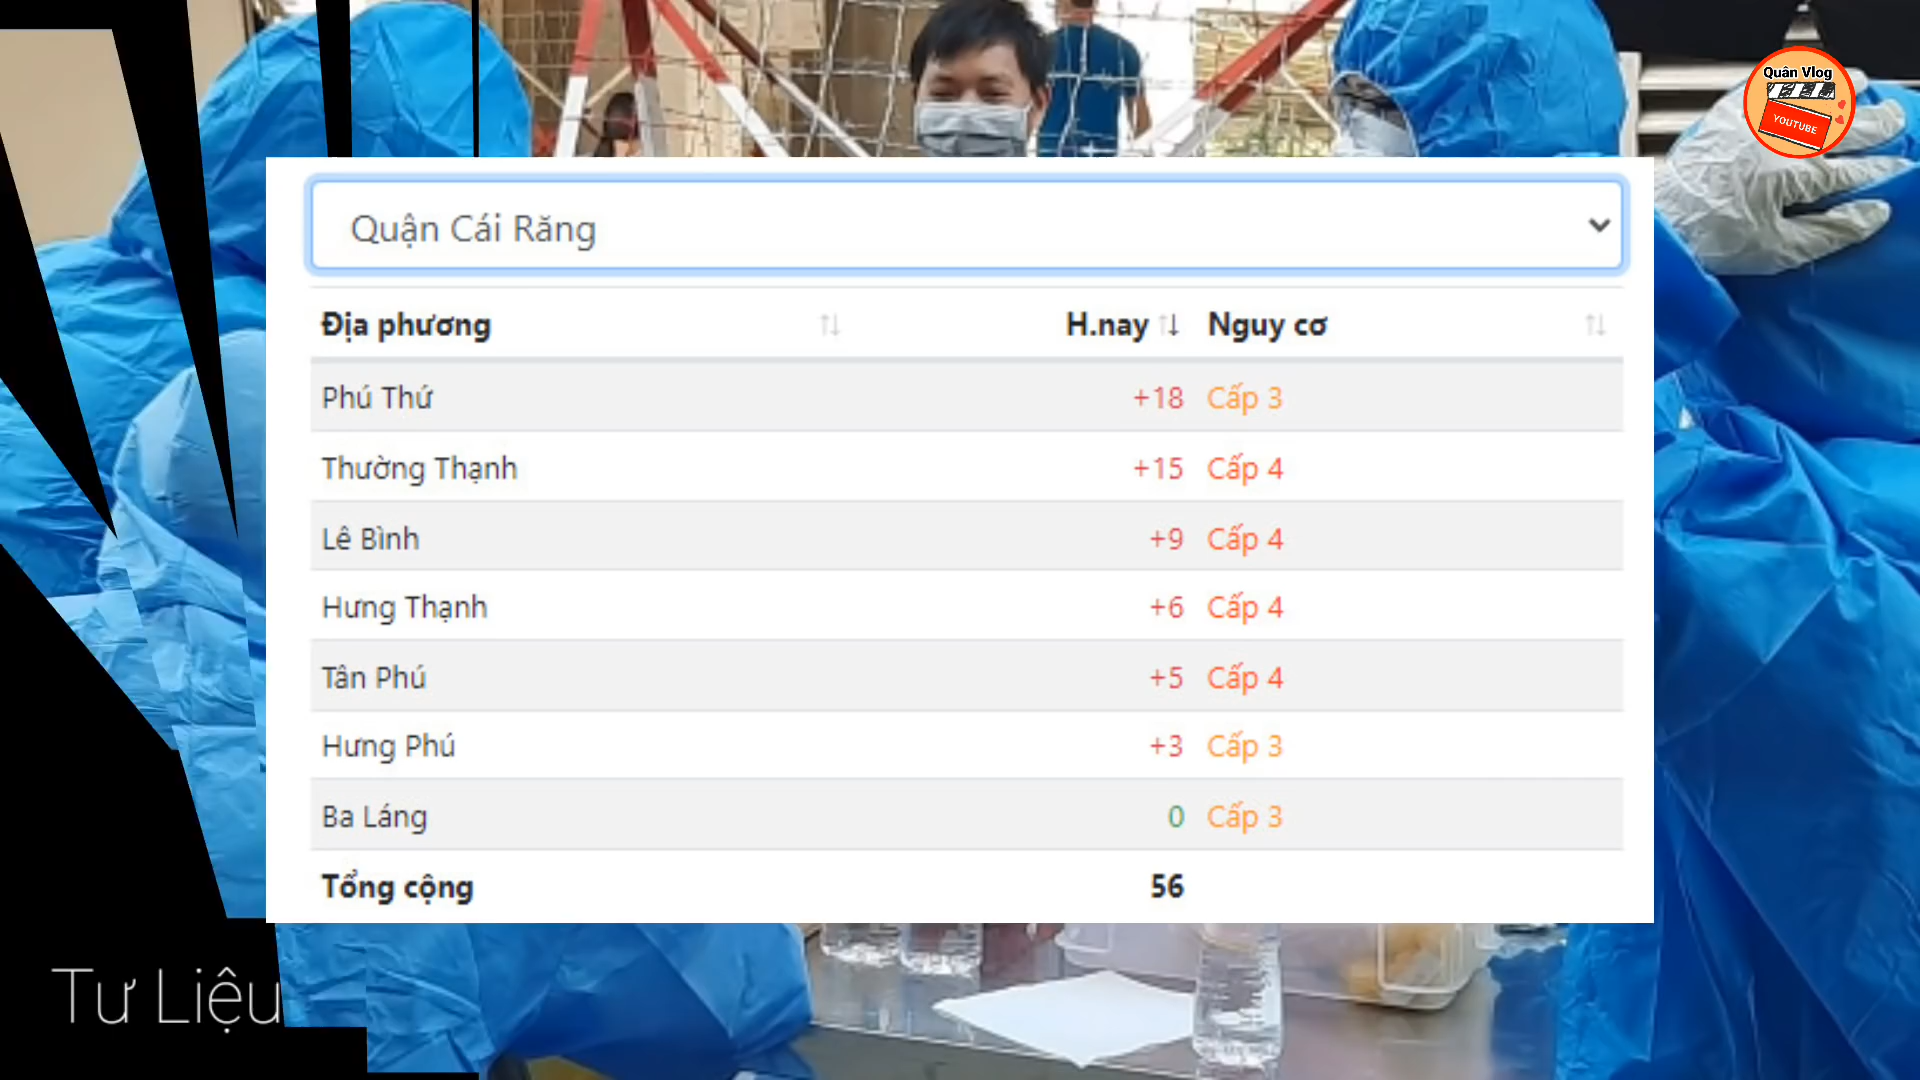 Quân Vlog
YOUTUBE
Quận Cái Răng
Địa phương H.nay Nguy cơ
Phú Thứ +18 Cấp 3
Thường Thạnh +15 Cấp 4
Lê Bình +9 Cấp 4
Hưng Thạnh +6 Cấp 4
Tân Phú +5 Cấp 4
Hưng Phú +3 Cấp 3
Ba Láng 0 Cấp 3
Tổng cộng 56
Tư Liệu